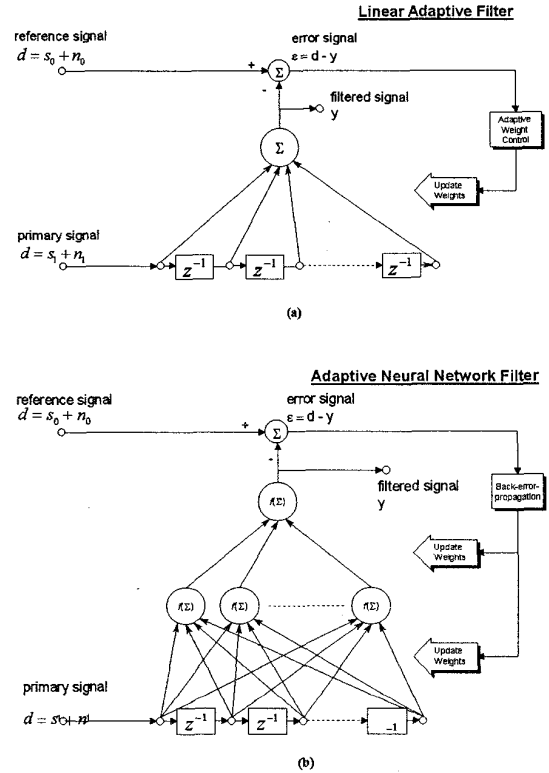 Linear Adaptive Filter
reference signal
d = s₀ + n₀
error signal
ε = d - y
+
Σ
-
filtered signal
y
Adaptive
Weight
Control
Σ
Update
Weights
primary signal
d = s₁ + n₁
z⁻¹
z⁻¹
z⁻¹
(a)
Adaptive Neural Network Filter
reference signal
d = s₀ + n₀
error signal
ε = d - y
+
Σ
-
filtered signal
y
Back-error-
propagation
f(Σ)
Update
Weights
f(Σ)
f(Σ)
f(Σ)
Update
Weights
primary signal
d = s + n
z⁻¹
z⁻¹
-1
(b)